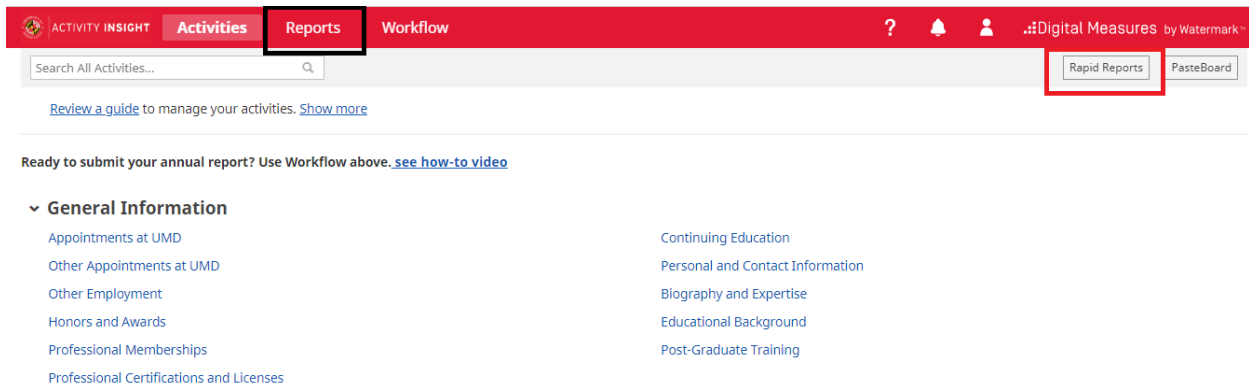 ACTIVITY INSIGHT Activities Reports Workflow ? .:Digital Measures by Watermark™
Search All Activities... Rapid Reports PasteBoard
Review a guide to manage your activities. Show more
Ready to submit your annual report? Use Workflow above. see how-to video
General Information
Appointments at UMD
Other Appointments at UMD
Other Employment
Honors and Awards
Professional Memberships
Professional Certifications and Licenses
Continuing Education
Personal and Contact Information
Biography and Expertise
Educational Background
Post-Graduate Training